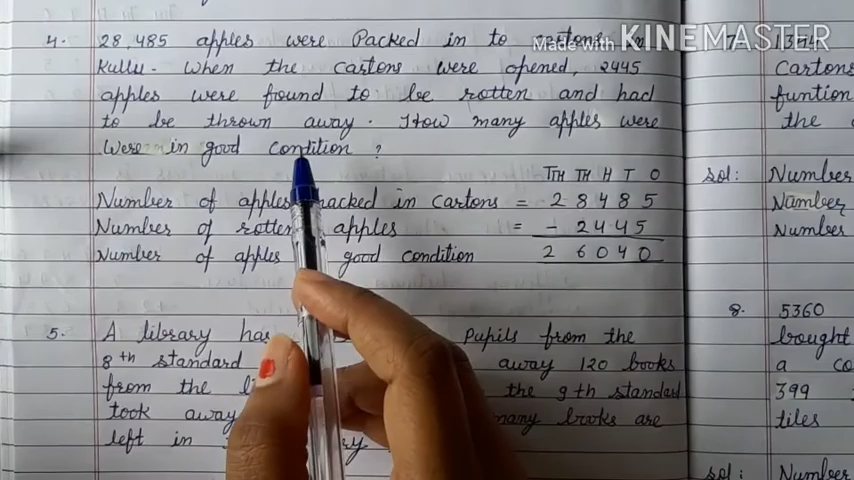 4. 28,485 apples were Packed in to cartons in
Kullu. When the cartons were opened, 2445
apples were found to be rotten and had
to be thrown away. How many apples were
were in good condition ?
TTH TH H T O
Number of apples packed in cartons = 2 8 4 8 5
Number of rotten apples = - 2 4 4 5
Number of apples good condition 2 6 0 4 0
5. A library has Pupils from the
8th standard away 120 books
from the the 9th standard
took away many books are
left in
Made with KINEMASTER
Cartons
funtion
the
sol: Number
Number
Number
8. 5360
bought
a
399
tiles
sol: Number